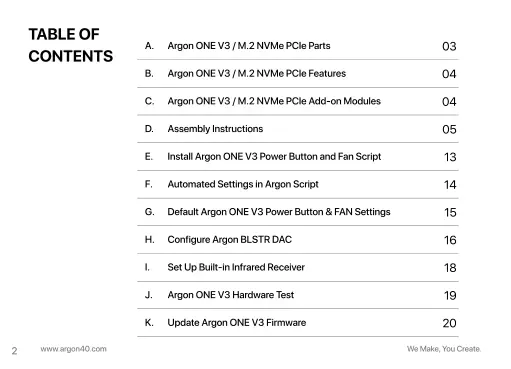 TABLE OF
CONTENTS
A. Argon ONE V3 / M.2 NVMe PCIe Parts 03
B. Argon ONE V3 / M.2 NVMe PCIe Features 04
C. Argon ONE V3 / M.2 NVMe PCIe Add-on Modules 04
D. Assembly Instructions 05
E. Install Argon ONE V3 Power Button and Fan Script 13
F. Automated Settings in Argon Script 14
G. Default Argon ONE V3 Power Button & FAN Settings 15
H. Configure Argon BLSTR DAC 16
I. Set Up Built-in Infrared Receiver 18
J. Argon ONE V3 Hardware Test 19
K. Update Argon ONE V3 Firmware 20
2 www.argon40.com We Make, You Create.